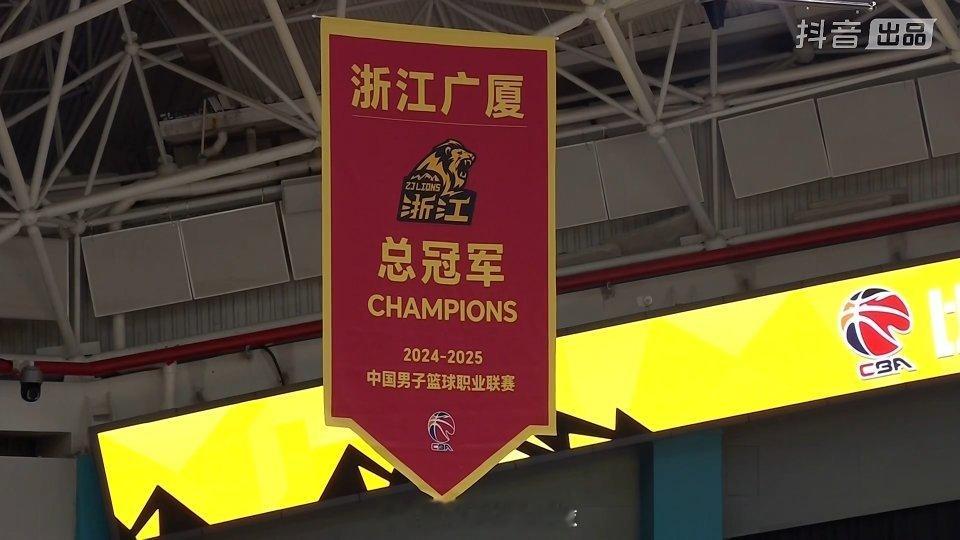 抖音 出品
浙江广厦
ZJ LIONS
浙江
总冠军
CHAMPIONS
2024-2025
中国男子篮球职业联赛
CBA
CBA